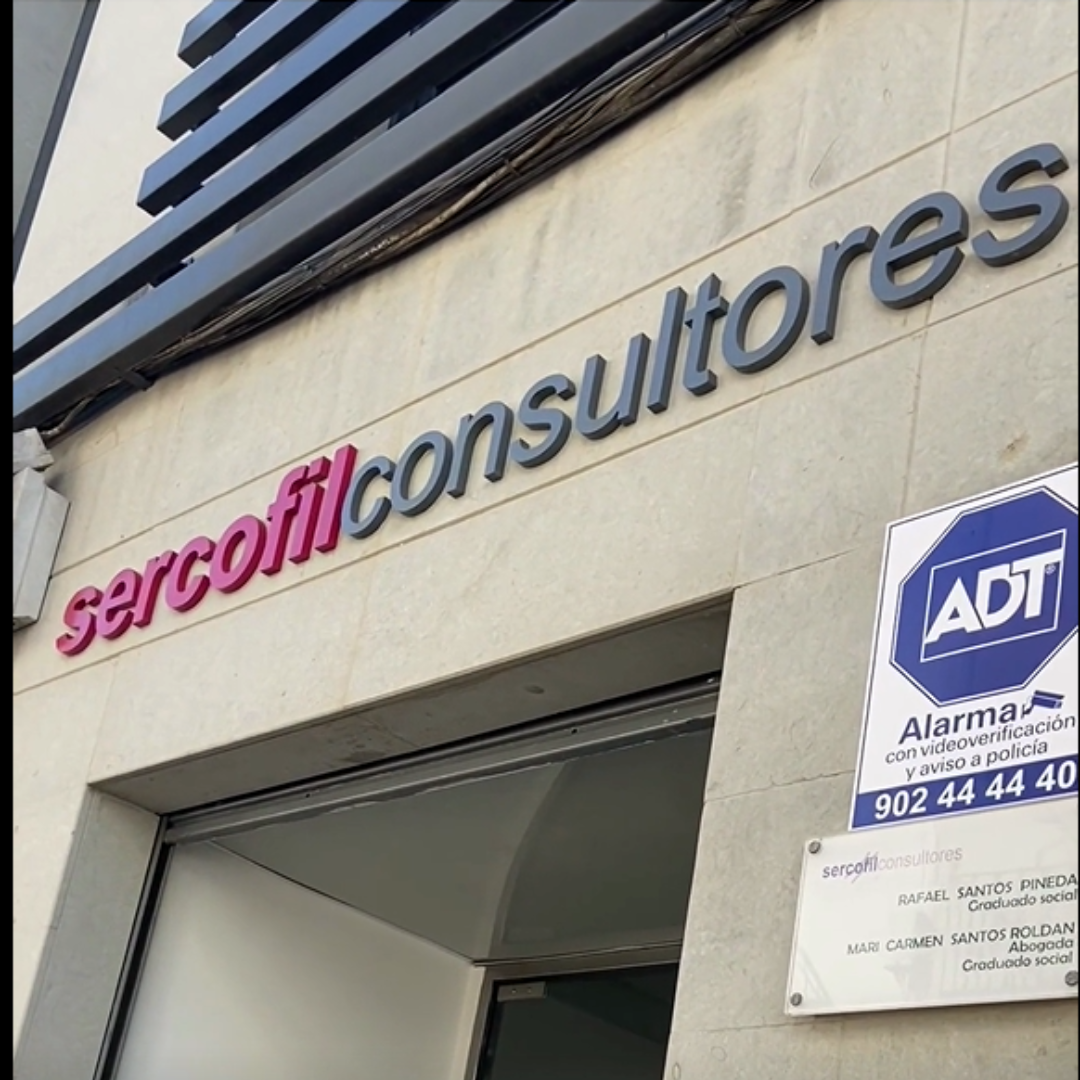 sercofilconsultores
ADT®
Alarma
con videoverificación
y aviso a policía
902 44 44 40
sercofilconsultores
RAFAEL SANTOS PINEDA
Graduado social
MARI CARMEN SANTOS ROLDAN
Abogada
Graduado social